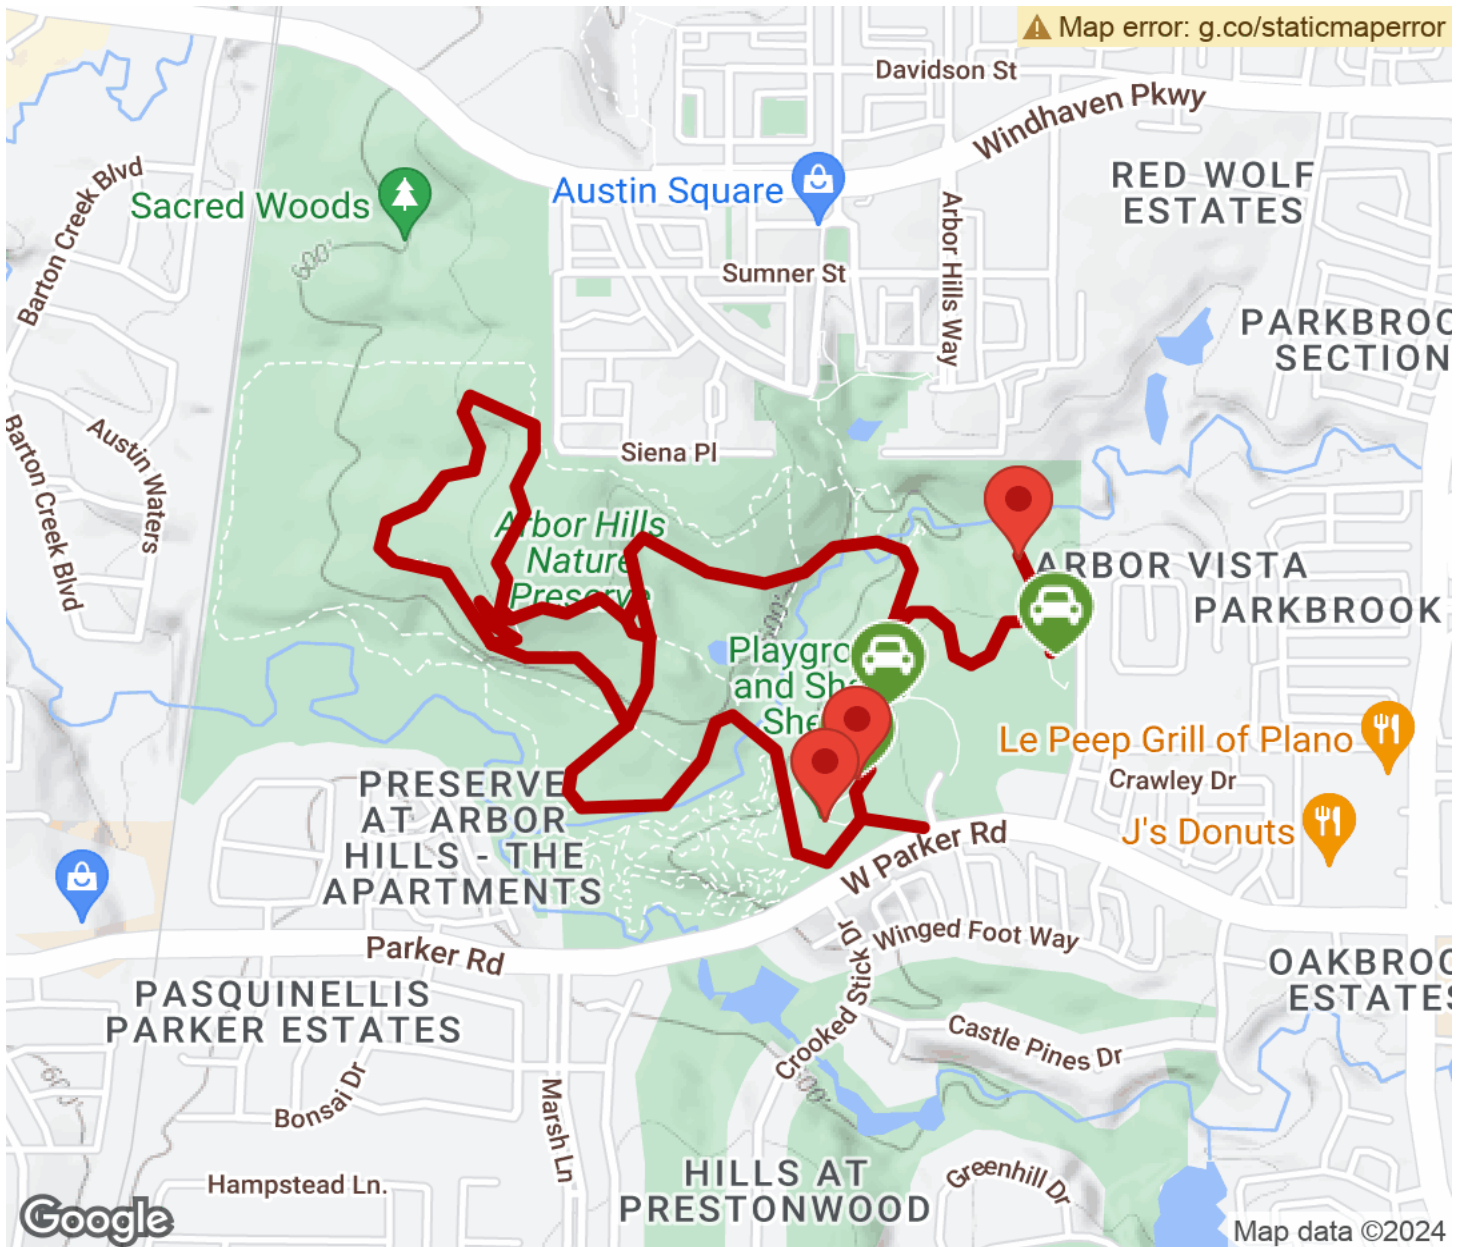 Map error: g.co/staticmaperror
Davidson St
Windhaven Pkwy
Barton Creek Blvd
Sacred Woods
Austin Square
RED WOLF
ESTATES
Arbor Hills Way
600'
Sumner St
PARKBROO
SECTION
Austin Waters
Barton Creek Blvd
Siena Pl
Arbor Hills
Nature
Preserve
ARBOR VISTA
PARKBROOK
Playgro
and She
She
Le Peep Grill of Plano
Crawley Dr
J's Donuts
PRESERVE
AT ARBOR
HILLS - THE
APARTMENTS
W Parker Rd
Parker Rd
Winged Foot Way
Crooked Stick Dr
OAKBROO
ESTATES
PASQUINELLIS
PARKER ESTATES
Castle Pines Dr
Bonsai Dr
Marsh Ln
Hampstead Ln.
HILLS AT
PRESTONWOOD
Greenhill Dr
Google
Map data ©2024